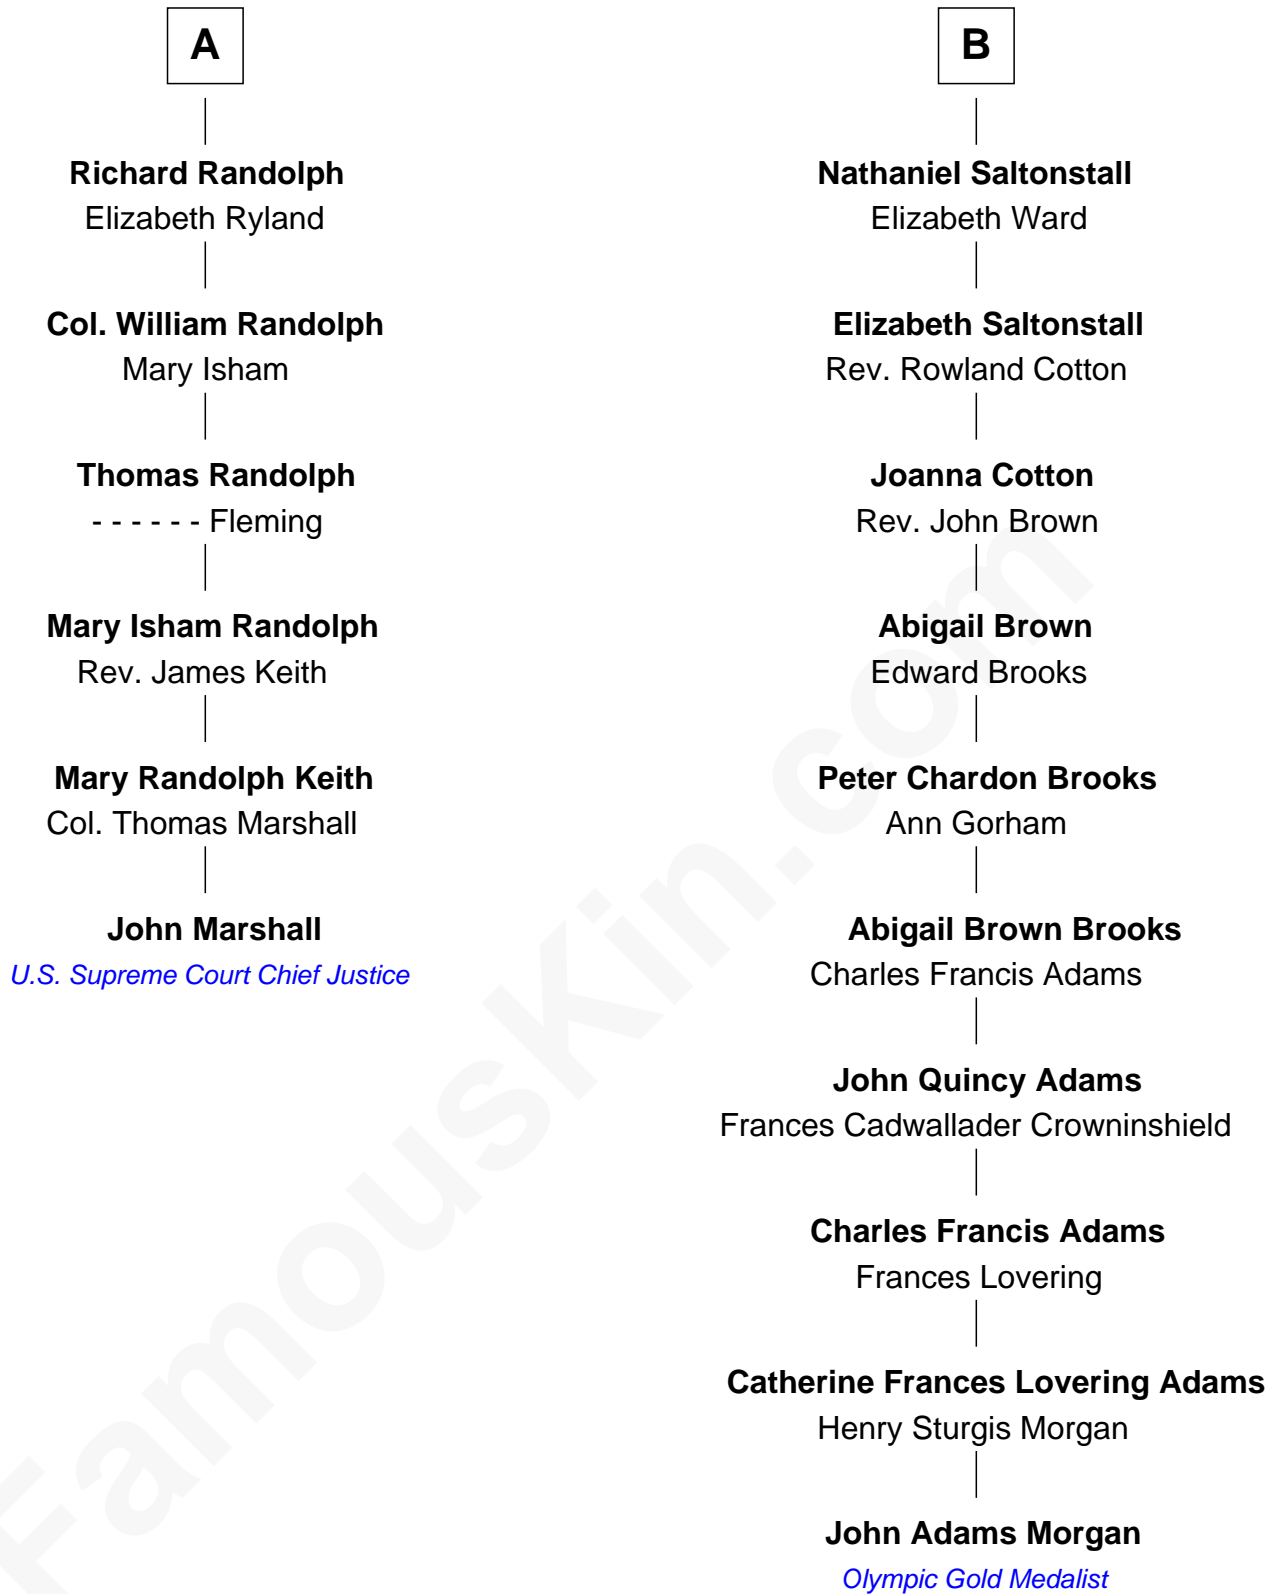 A
Richard Randolph
Elizabeth Ryland
Col. William Randolph
Mary Isham
Thomas Randolph
- - - - - - Fleming
Mary Isham Randolph
Rev. James Keith
Mary Randolph Keith
Col. Thomas Marshall
John Marshall
U.S. Supreme Court Chief Justice
B
Nathaniel Saltonstall
Elizabeth Ward
Elizabeth Saltonstall
Rev. Rowland Cotton
Joanna Cotton
Rev. John Brown
Abigail Brown
Edward Brooks
Peter Chardon Brooks
Ann Gorham
Abigail Brown Brooks
Charles Francis Adams
John Quincy Adams
Frances Cadwallader Crowninshield
Charles Francis Adams
Frances Lovering
Catherine Frances Lovering Adams
Henry Sturgis Morgan
John Adams Morgan
Olympic Gold Medalist
FamousKin.com